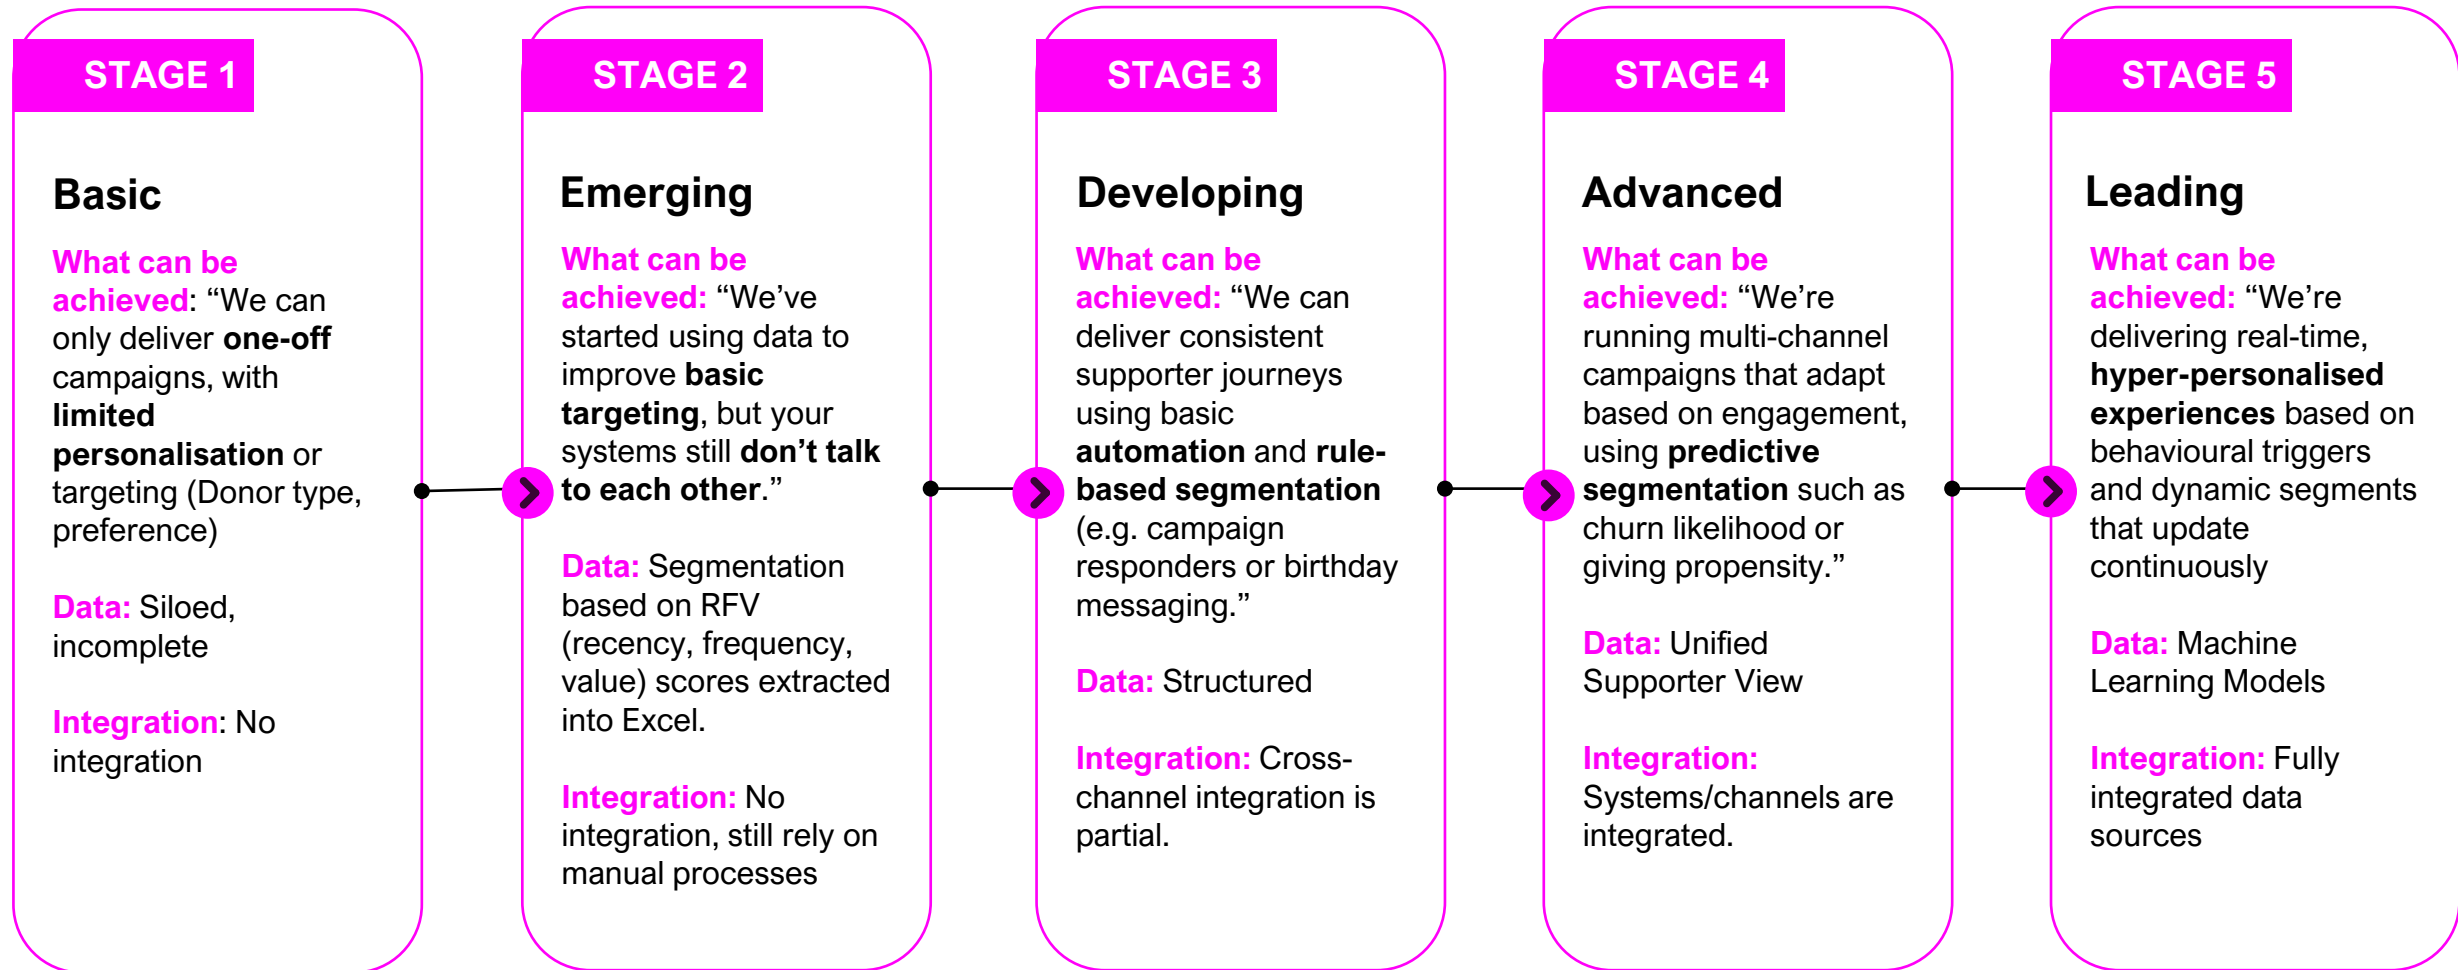 STAGE 1
Basic
What can be
achieved: “We can
only deliver one-off
campaigns, with
limited
personalisation or
targeting (Donor type,
preference)
Data: Siloed,
incomplete
Integration: No
integration
STAGE 2
Emerging
What can be
achieved: “We’ve
started using data to
improve basic
targeting, but your
systems still don’t talk
to each other.”
Data: Segmentation
based on RFV
(recency, frequency,
value) scores extracted
into Excel.
Integration: No
integration, still rely on
manual processes
STAGE 3
Developing
What can be
achieved: “We can
deliver consistent
supporter journeys
using basic
automation and rule-
based segmentation
(e.g. campaign
responders or birthday
messaging.”
Data: Structured
Integration: Cross-
channel integration is
partial.
STAGE 4
Advanced
What can be
achieved: “We’re
running multi-channel
campaigns that adapt
based on engagement,
using predictive
segmentation such as
churn likelihood or
giving propensity.”
Data: Unified
Supporter View
Integration:
Systems/channels are
integrated.
STAGE 5
Leading
What can be
achieved: “We’re
delivering real-time,
hyper-personalised
experiences based on
behavioural triggers
and dynamic segments
that update
continuously
Data: Machine
Learning Models
Integration: Fully
integrated data
sources